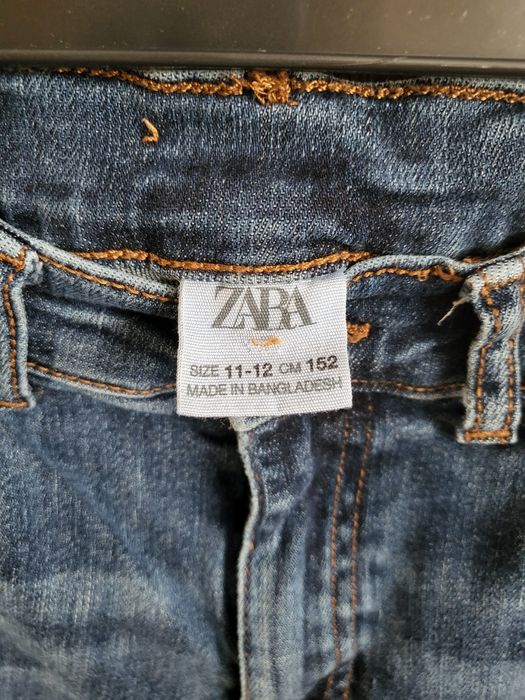 ZARA
SIZE 11-12 CM 152
MADE IN BANGLADESH